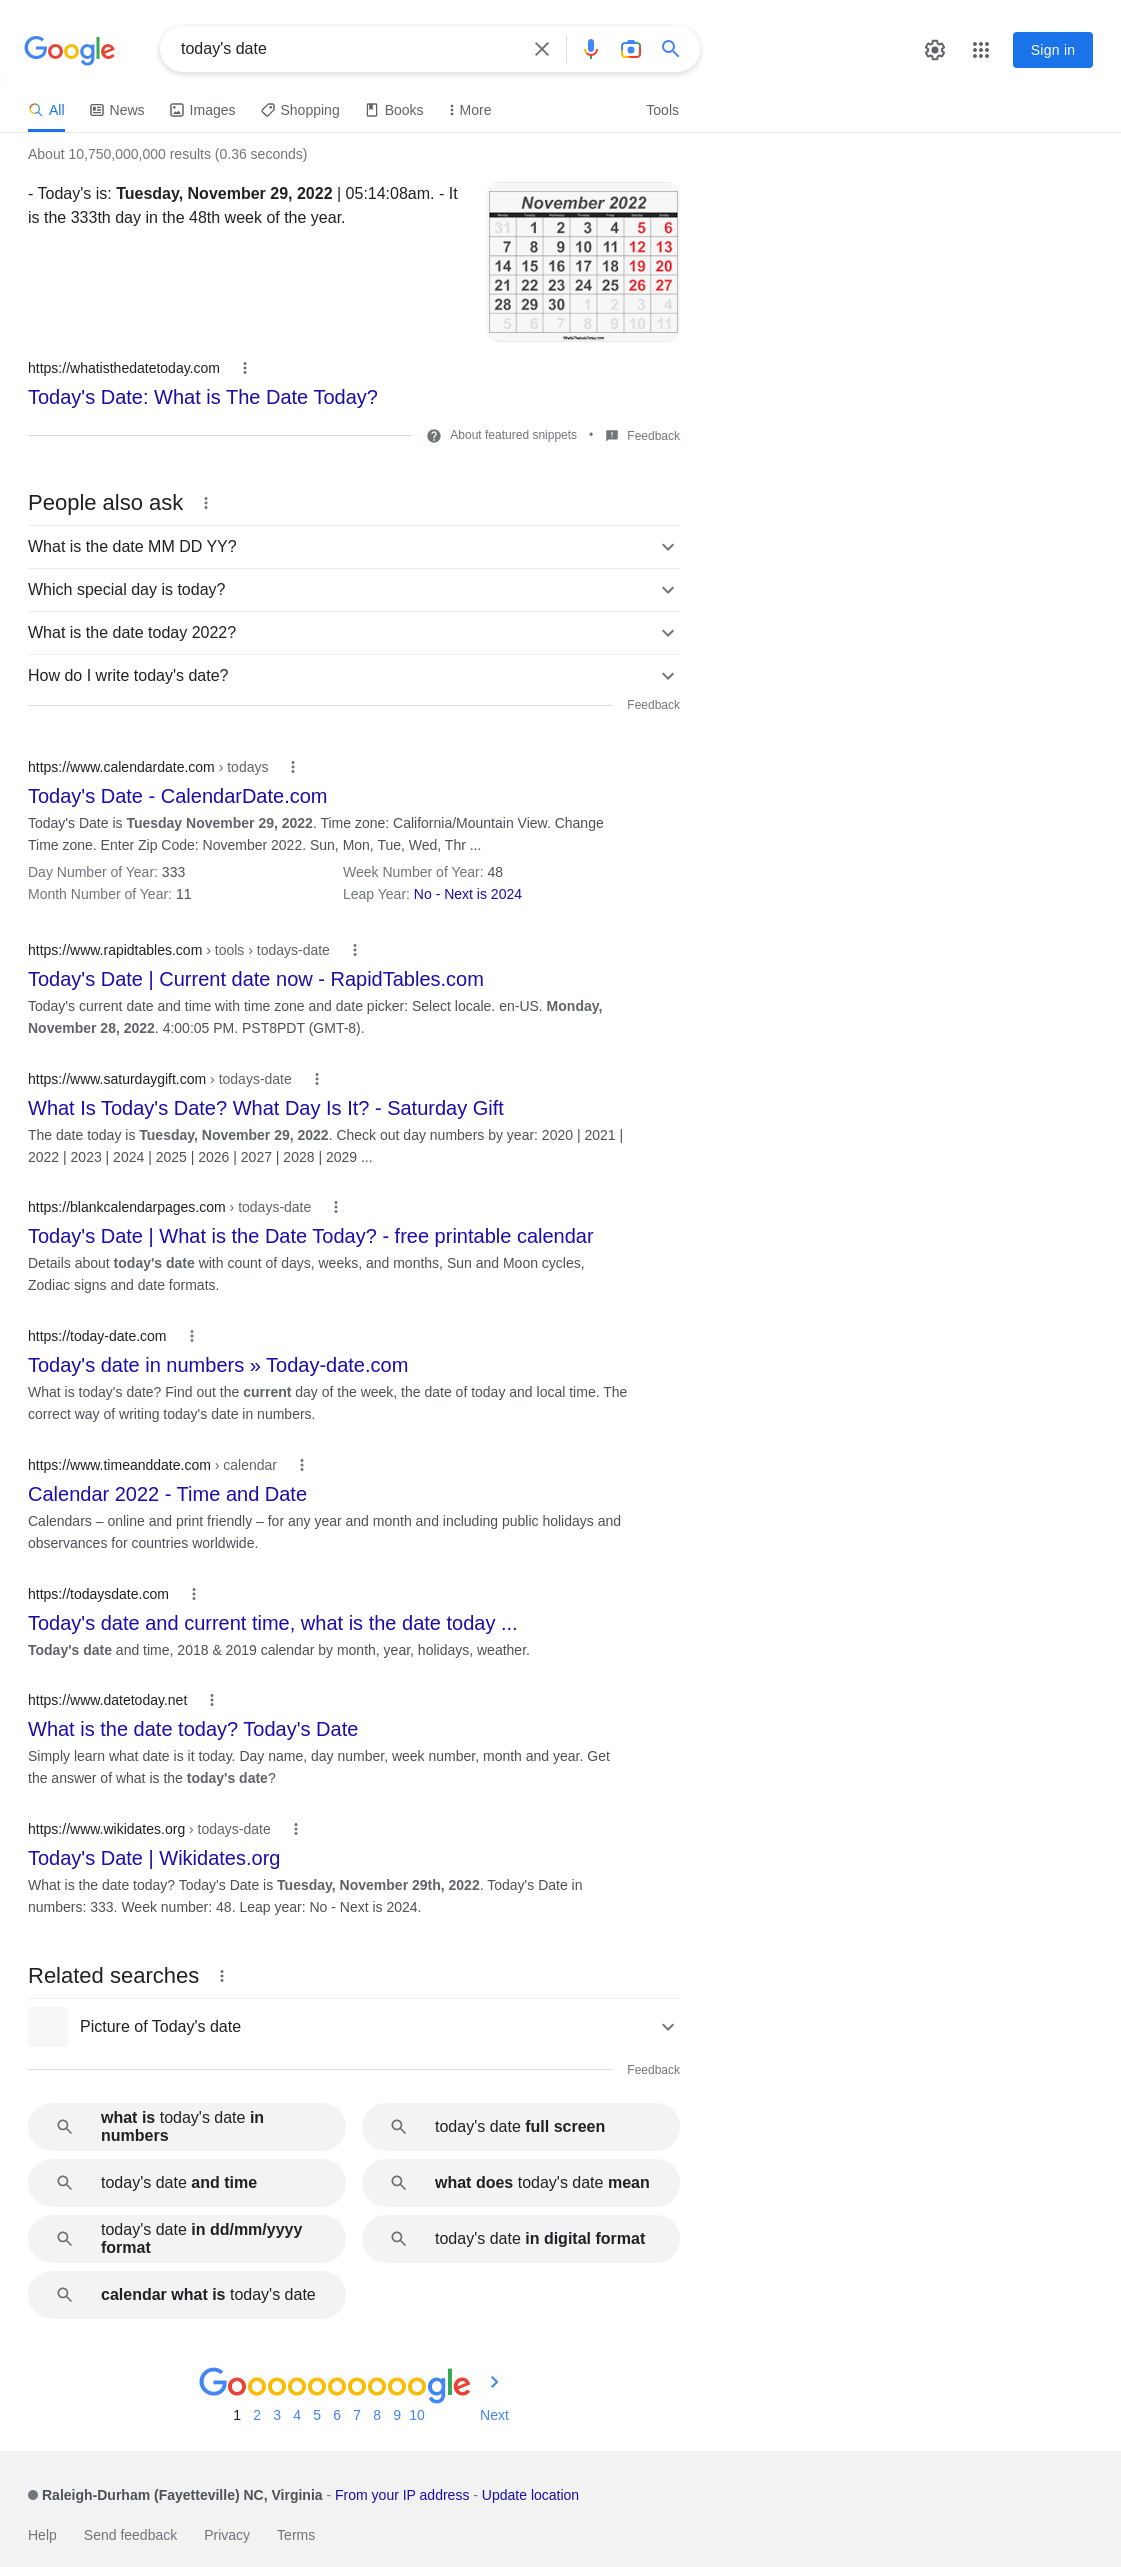 Google
today's date
Sign in
All News Images Shopping Books More Tools
About 10,750,000,000 results (0.36 seconds)
- Today's is: Tuesday, November 29, 2022 | 05:14:08am. - It
is the 333th day in the 48th week of the year.
November 2022
Monday Tuesday Wednesday Thursday Friday Saturday Sunday
31 1 2 3 4 5 6
7 8 9 10 11 12 13
14 15 16 17 18 19 20
21 22 23 24 25 26 27
28 29 30 1 2 3 4
5 6 7 8 9 10 11
WhatIsTheDateToday.com
https://whatisthedatetoday.com
Today's Date: What is The Date Today?
About featured snippets • Feedback
People also ask
What is the date MM DD YY?
Which special day is today?
What is the date today 2022?
How do I write today's date?
Feedback
https://www.calendardate.com › todays
Today's Date - CalendarDate.com
Today's Date is Tuesday November 29, 2022. Time zone: California/Mountain View. Change
Time zone. Enter Zip Code: November 2022. Sun, Mon, Tue, Wed, Thr ...
Day Number of Year: 333 Week Number of Year: 48
Month Number of Year: 11 Leap Year: No - Next is 2024
https://www.rapidtables.com › tools › todays-date
Today's Date | Current date now - RapidTables.com
Today's current date and time with time zone and date picker: Select locale. en-US. Monday,
November 28, 2022. 4:00:05 PM. PST8PDT (GMT-8).
https://www.saturdaygift.com › todays-date
What Is Today's Date? What Day Is It? - Saturday Gift
The date today is Tuesday, November 29, 2022. Check out day numbers by year: 2020 | 2021 |
2022 | 2023 | 2024 | 2025 | 2026 | 2027 | 2028 | 2029 ...
https://blankcalendarpages.com › todays-date
Today's Date | What is the Date Today? - free printable calendar
Details about today's date with count of days, weeks, and months, Sun and Moon cycles,
Zodiac signs and date formats.
https://today-date.com
Today's date in numbers » Today-date.com
What is today's date? Find out the current day of the week, the date of today and local time. The
correct way of writing today's date in numbers.
https://www.timeanddate.com › calendar
Calendar 2022 - Time and Date
Calendars – online and print friendly – for any year and month and including public holidays and
observances for countries worldwide.
https://todaysdate.com
Today's date and current time, what is the date today ...
Today's date and time, 2018 & 2019 calendar by month, year, holidays, weather.
https://www.datetoday.net
What is the date today? Today's Date
Simply learn what date is it today. Day name, day number, week number, month and year. Get
the answer of what is the today's date?
https://www.wikidates.org › todays-date
Today's Date | Wikidates.org
What is the date today? Today's Date is Tuesday, November 29th, 2022. Today's Date in
numbers: 333. Week number: 48. Leap year: No - Next is 2024.
Related searches
Picture of Today's date
Feedback
what is today's date in
numbers
today's date full screen
today's date and time
what does today's date mean
today's date in dd/mm/yyyy
format
today's date in digital format
calendar what is today's date
Goooooooooogle
1 2 3 4 5 6 7 8 9 10 Next
Raleigh-Durham (Fayetteville) NC, Virginia - From your IP address - Update location
Help Send feedback Privacy Terms